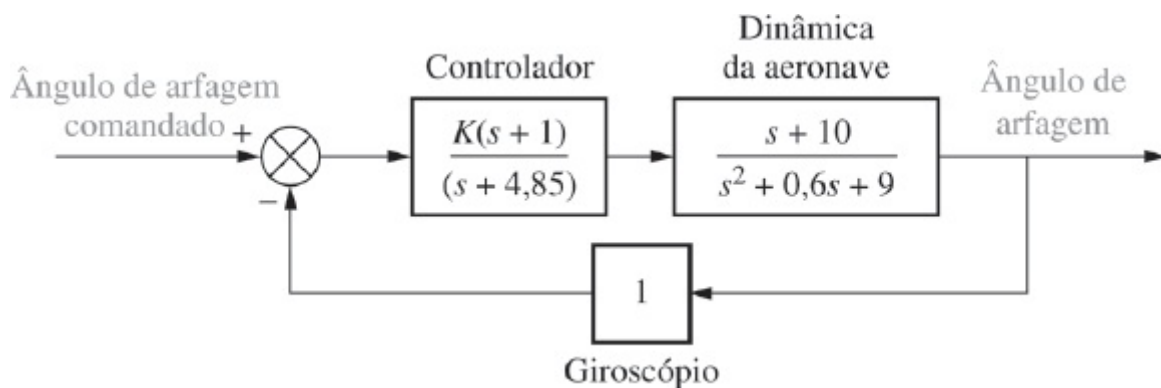 Ângulo de arfagem
comandado
+
−
Controlador
K(s + 1)
(s + 4,85)
Dinâmica
da aeronave
s + 10
s² + 0,6s + 9
Ângulo de
arfagem
1
Giroscópio